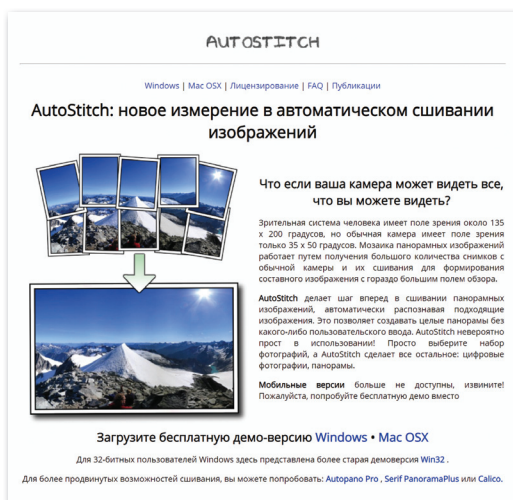 AUTOSTITCH
Windows | Mac OSX | Лицензирование | FAQ | Публикации
AutoStitch: новое измерение в автоматическом сшивании
изображений
Что если ваша камера может видеть все,
что вы можете видеть?
Зрительная система человека имеет поле зрения около 135
x 200 градусов, но обычная камера имеет поле зрения
только 35 x 50 градусов. Мозаика панорамных изображений
работает путем получения большого количества снимков с
обычной камеры и их сшивания для формирования
составного изображения с гораздо большим полем обзора.
AutoStitch делает шаг вперед в сшивании панорамных
изображений, автоматически распознавая подходящие
изображения. Это позволяет создавать целые панорамы без
какого-либо пользовательского ввода. AutoStitch невероятно
прост в использовании! Просто выберите набор
фотографий, а AutoStitch сделает все остальное: цифровые
фотографии, панорамы.
Мобильные версии больше не доступны, извините!
Пожалуйста, попробуйте бесплатную демо вместо
Загрузите бесплатную демо-версию Windows • Mac OSX
Для 32-битных пользователей Windows здесь представлена более старая демоверсия Win32 .
Для более продвинутых возможностей сшивания, вы можете попробовать: Autopano Pro , Serif PanoramaPlus или Calico.